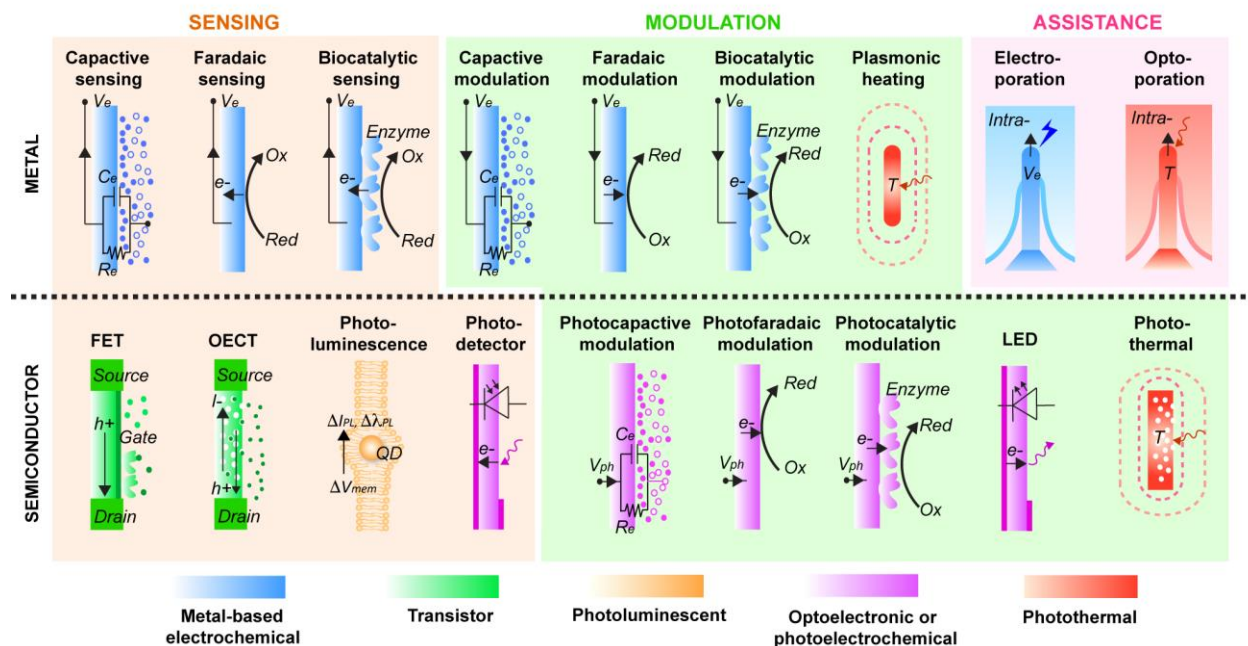 SENSING
MODULATION
ASSISTANCE
METAL
Capactive
sensing
Ve
Ce
Re
Faradaic
sensing
Ve
Ox
e-
Red
Biocatalytic
sensing
Ve
Enzyme
Ox
e-
Red
Capactive
modulation
Ve
Ce
Re
Faradaic
modulation
Ve
Red
e-
Ox
Biocatalytic
modulation
Ve
Enzyme
Red
e-
Ox
Plasmonic
heating
T
Electro-
poration
Intra-
Ve
Opto-
poration
Intra-
T
SEMICONDUCTOR
FET
Source
h+
Gate
Drain
OECT
Source
I-
h+
Drain
Photo-
luminescence
ΔIPL, ΔλPL
QD
ΔVmem
Photo-
detector
e-
Photocapactive
modulation
Ce
Vph
Re
Photofaradaic
modulation
Red
e-
Vph
Ox
Photocatalytic
modulation
Enzyme
Red
e-
Vph
Ox
LED
e-
Photo-
thermal
T
Metal-based
electrochemical
Transistor
Photoluminescent
Optoelectronic or
photoelectrochemical
Photothermal